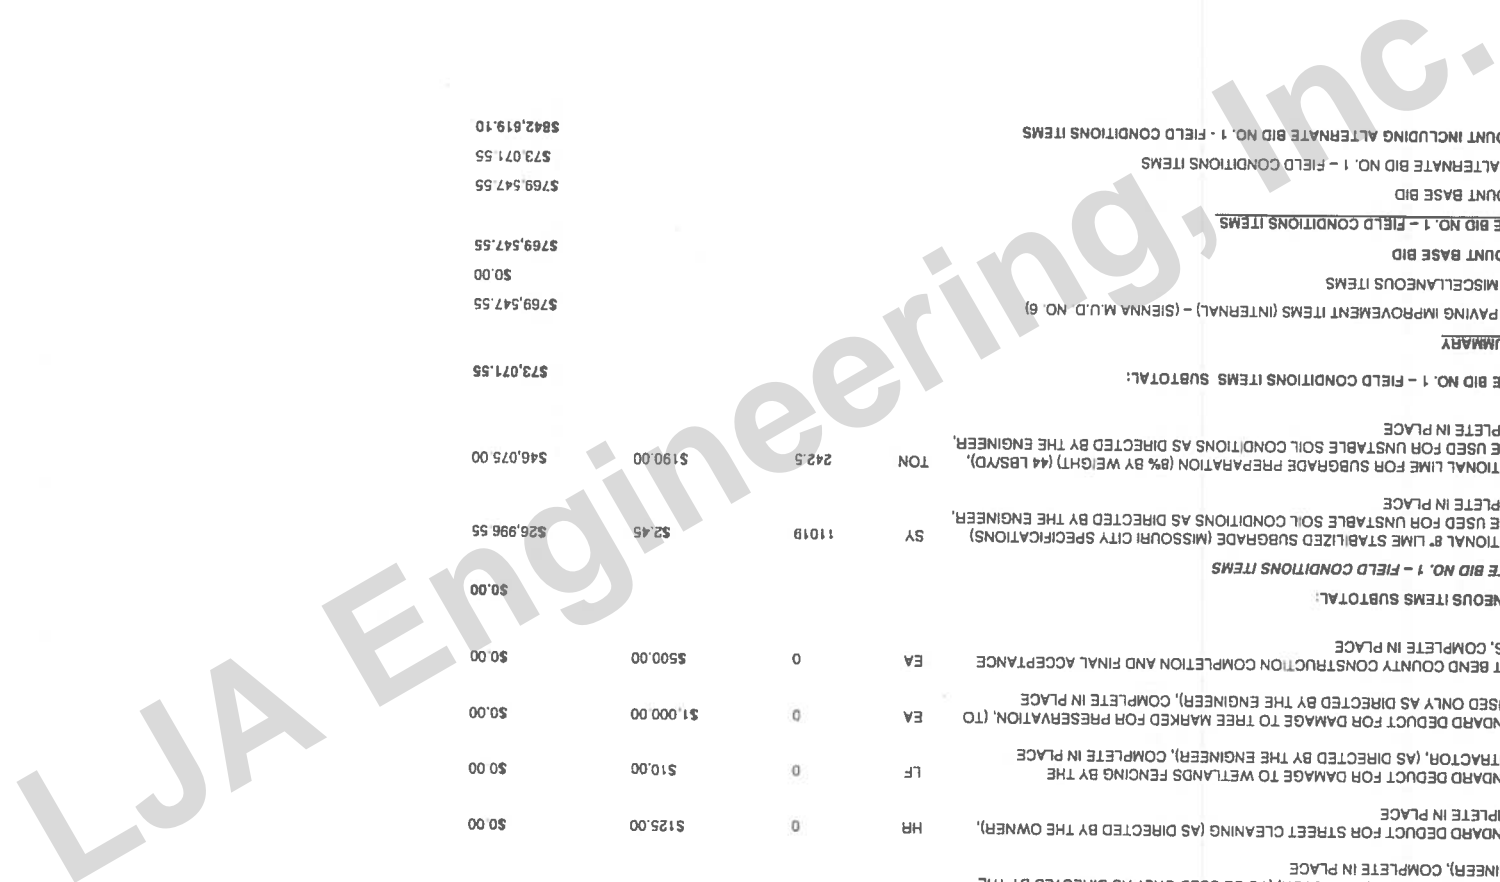 INEER), COMPLETE IN PLACE
NDARD DEDUCT FOR STREET CLEANING (AS DIRECTED BY THE OWNER), HR 0 $125.00 $0.00
PLETE IN PLACE
NDARD DEDUCT FOR DAMAGE TO WETLANDS FENCING BY THE LF 0 $10.00 $0.00
TRACTOR, (AS DIRECTED BY THE ENGINEER), COMPLETE IN PLACE
NDARD DEDUCT FOR DAMAGE TO TREE MARKED FOR PRESERVATION, (TO EA 0 $1,000.00 $0.00
SED ONLY AS DIRECTED BY THE ENGINEER), COMPLETE IN PLACE
T BEND COUNTY CONSTRUCTION COMPLETION AND FINAL ACCEPTANCE EA 0 $500.00 $0.00
S, COMPLETE IN PLACE
NEOUS ITEMS SUBTOTAL: $0.00
TE BID NO. 1 – FIELD CONDITIONS ITEMS
TIONAL 8" LIME STABILIZED SUBGRADE (MISSOURI CITY SPECIFICATIONS) SY 11019 $2.45 $26,996.55
E USED FOR UNSTABLE SOIL CONDITIONS AS DIRECTED BY THE ENGINEER,
PLETE IN PLACE
TIONAL LIME FOR SUBGRADE PREPARATION (8% BY WEIGHT) (44 LBS/YD), TON 242.5 $190.00 $46,075.00
E USED FOR UNSTABLE SOIL CONDITIONS AS DIRECTED BY THE ENGINEER,
PLETE IN PLACE
E BID NO. 1 – FIELD CONDITIONS ITEMS SUBTOTAL: $73,071.55
UMMARY
PAVING IMPROVEMENT ITEMS (INTERNAL) – (SIENNA M.U.D. NO. 6) $769,547.55
MISCELLANEOUS ITEMS $0.00
OUNT BASE BID $769,547.55
E BID NO. 1 – FIELD CONDITIONS ITEMS
OUNT BASE BID $769,547.55
ALTERNATE BID NO. 1 – FIELD CONDITIONS ITEMS $73,071.55
OUNT INCLUDING ALTERNATE BID NO. 1 - FIELD CONDITIONS ITEMS $842,619.10
LJA Engineering, Inc.